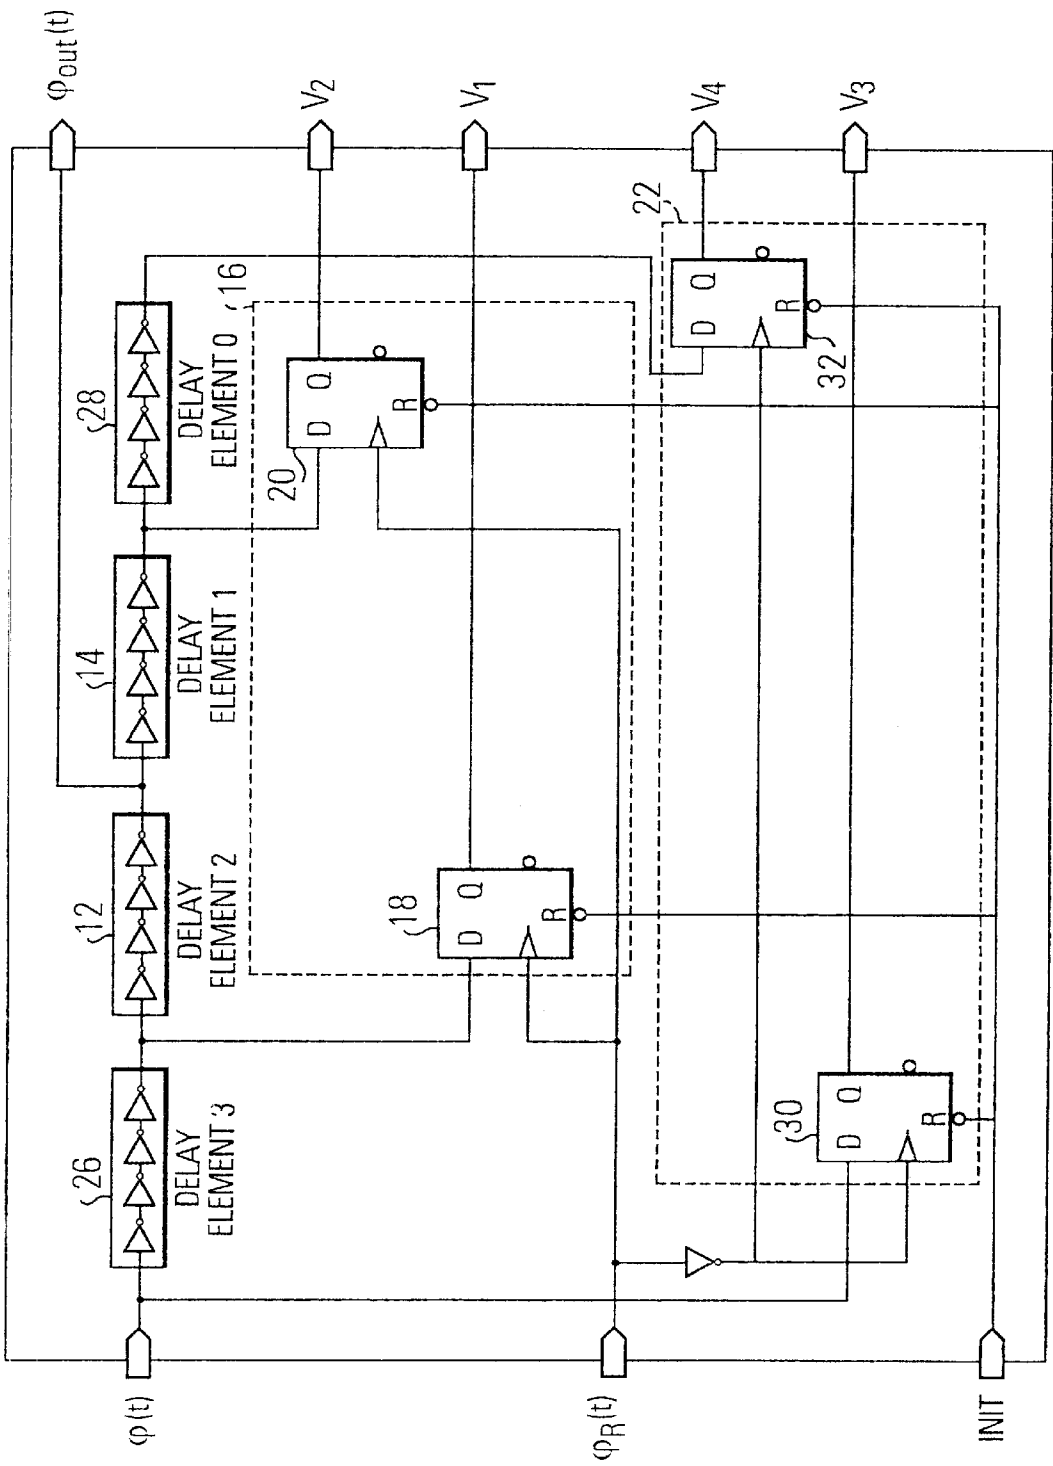 φout(t)
28
DELAY
ELEMENT 0
14
DELAY
ELEMENT 1
12
DELAY
ELEMENT 2
26
DELAY
ELEMENT 3
φ(t)
16
20
D Q
R
V2
18
D Q
R
V1
φR(t)
22
D Q
R
32
V4
30
D Q
R
V3
INIT